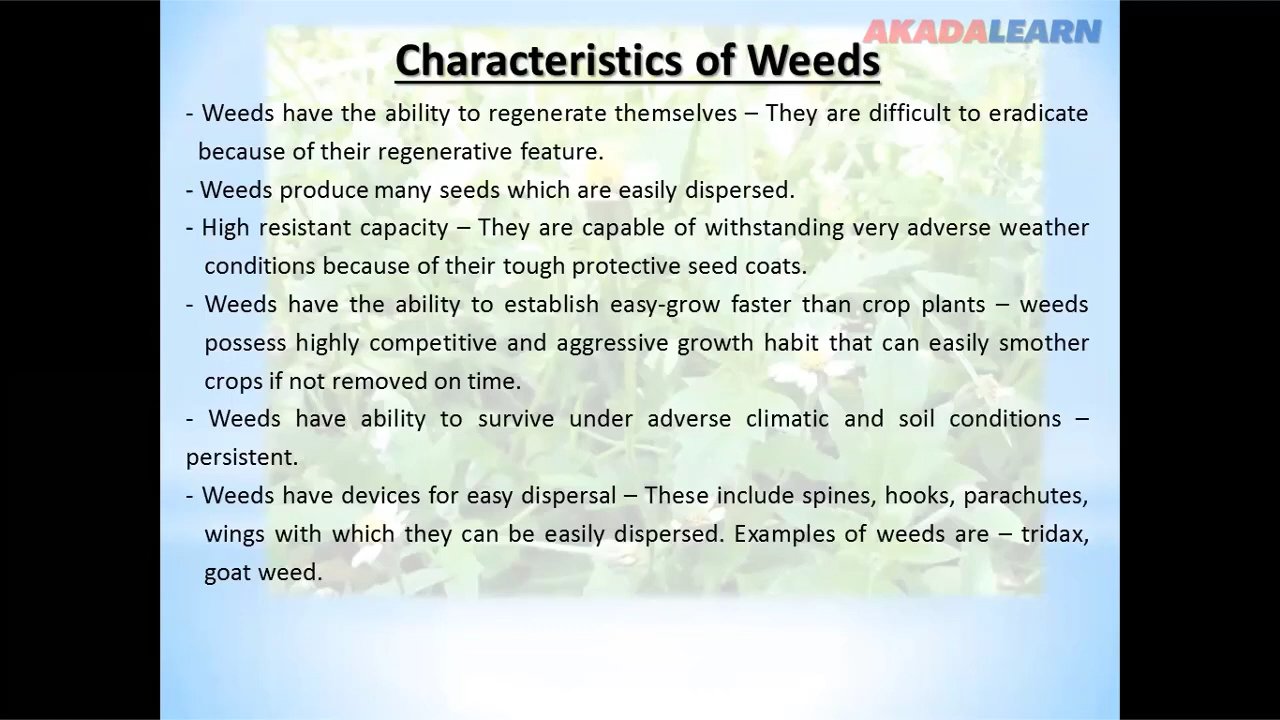 AKADALEARN
Characteristics of Weeds
- Weeds have the ability to regenerate themselves – They are difficult to eradicate
because of their regenerative feature.
- Weeds produce many seeds which are easily dispersed.
- High resistant capacity – They are capable of withstanding very adverse weather
conditions because of their tough protective seed coats.
- Weeds have the ability to establish easy-grow faster than crop plants – weeds
possess highly competitive and aggressive growth habit that can easily smother
crops if not removed on time.
- Weeds have ability to survive under adverse climatic and soil conditions –
persistent.
- Weeds have devices for easy dispersal – These include spines, hooks, parachutes,
wings with which they can be easily dispersed. Examples of weeds are – tridax,
goat weed.